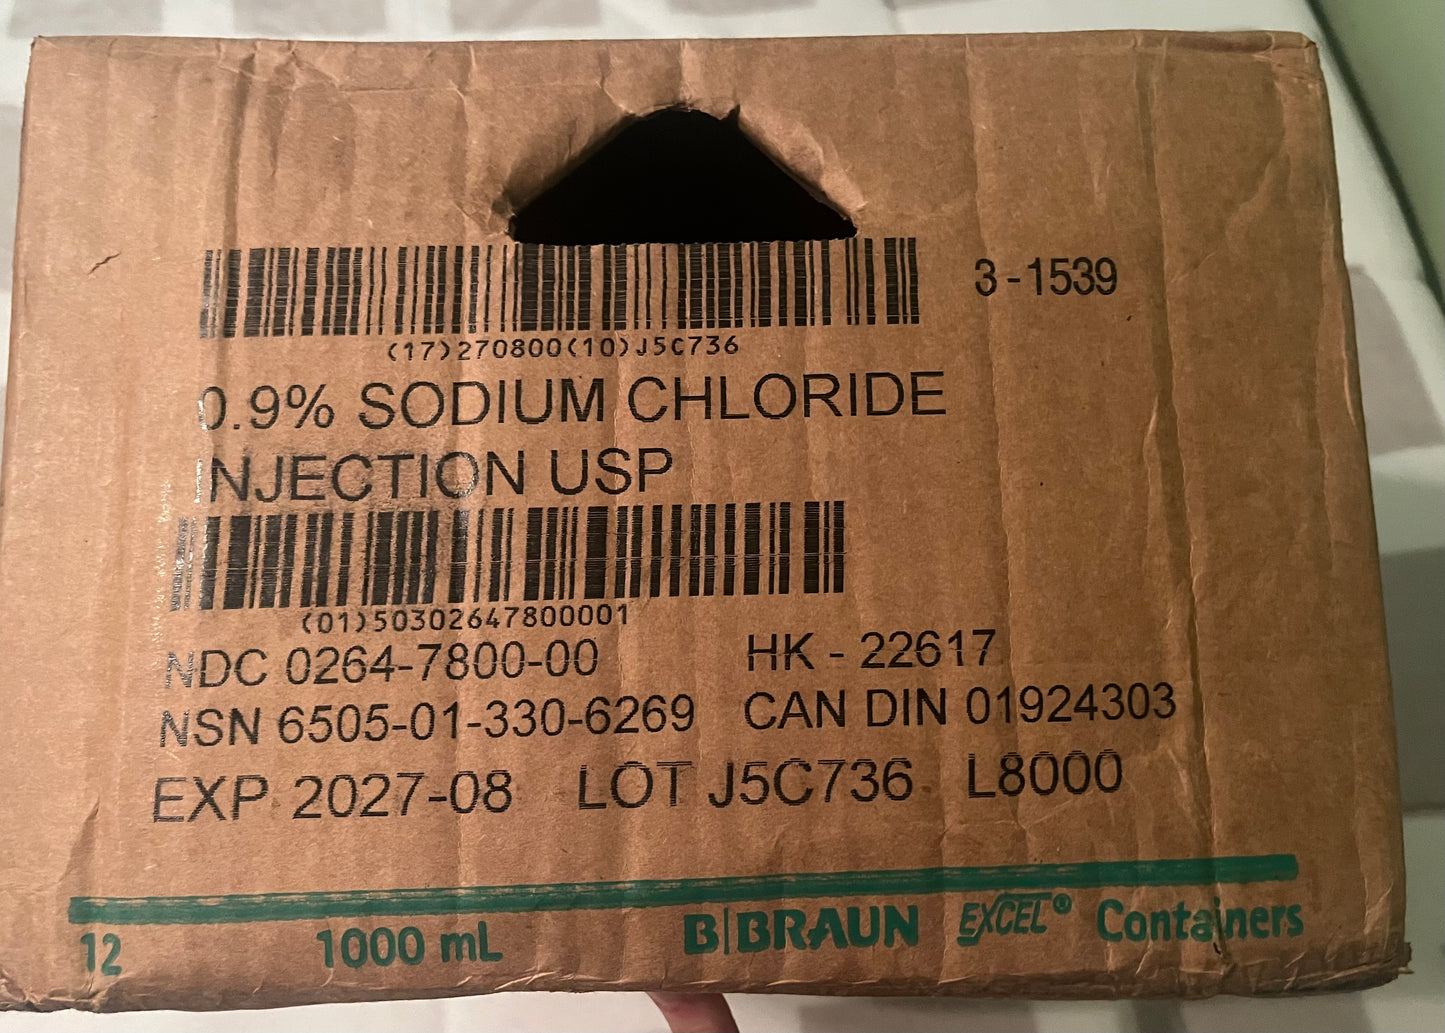 3-1539
(17)270800(10)J5C736
0.9% SODIUM CHLORIDE
INJECTION USP
(01)50302647800001
NDC 0264-7800-00 HK - 22617
NSN 6505-01-330-6269 CAN DIN 01924303
EXP 2027-08 LOT J5C736 L8000
12 1000 mL B|BRAUN EXCEL® Containers